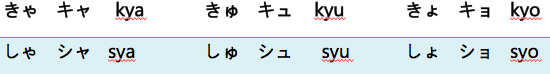 きゃ キャ kya きゅ キュ kyu きょ キョ kyo
しゃ シャ sya しゅ シュ syu しょ ショ syo